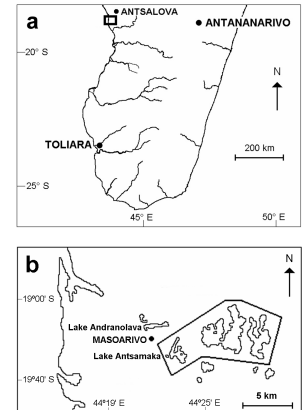 a
ANTSALOVA
ANTANANARIVO
20° S
N
TOLIARA
200 km
25° S
45° E
50° E
b
N
19°00' S
Lake Andranolava
MASOARIVO
Lake Antsamaka
19°40' S
44°19' E
44°25' E
5 km